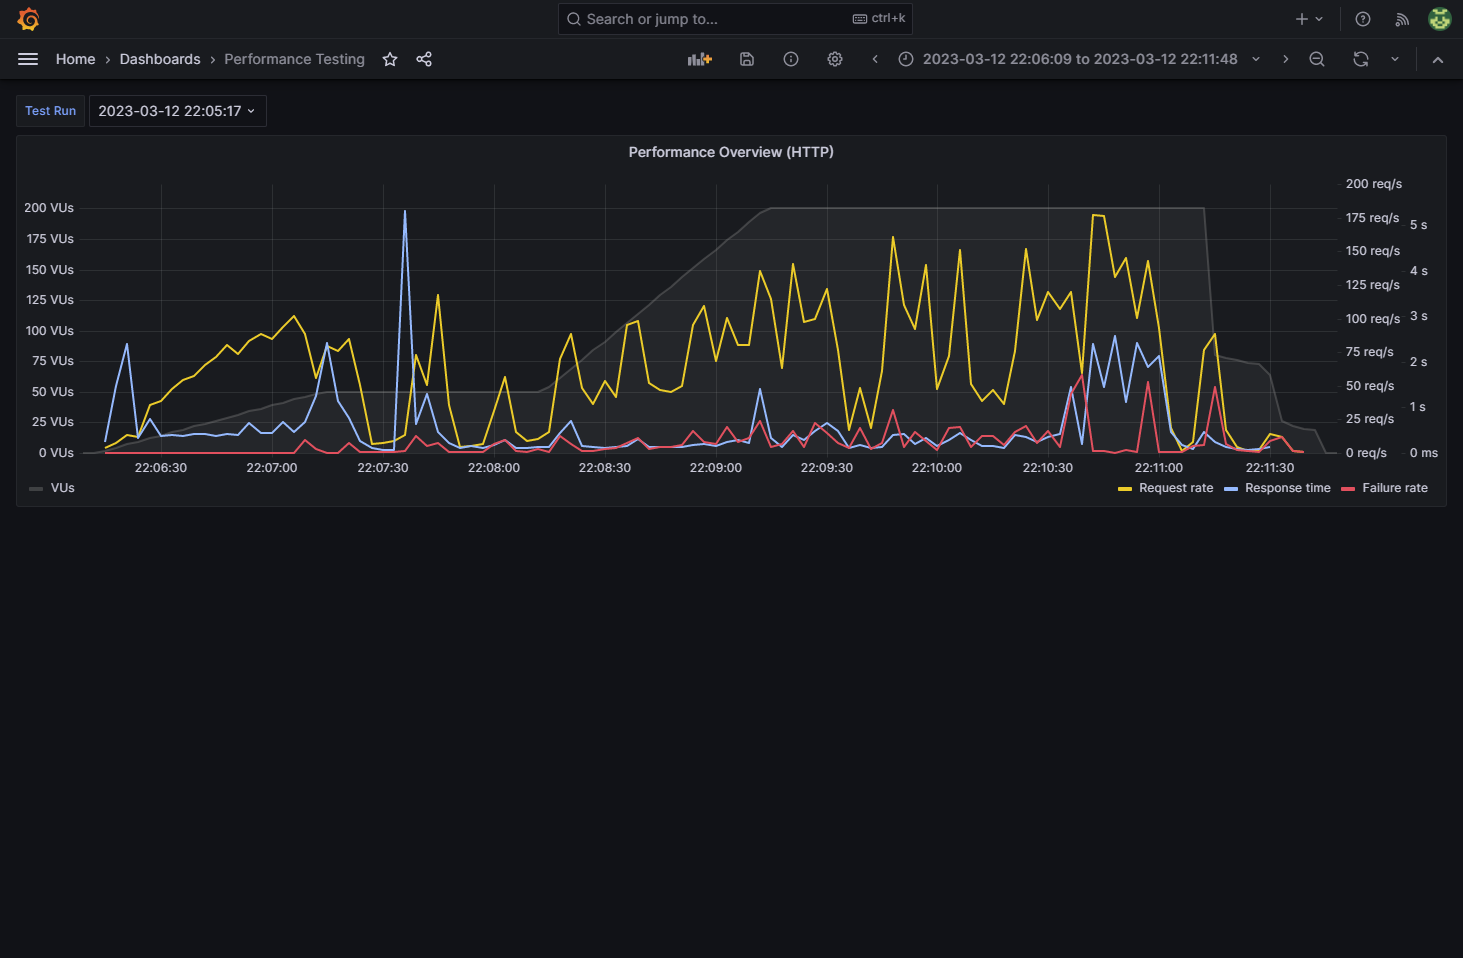 Search or jump to... ctrl+k
Home › Dashboards › Performance Testing 2023-03-12 22:06:09 to 2023-03-12 22:11:48
Test Run 2023-03-12 22:05:17
Performance Overview (HTTP)
200 VUs
175 VUs
150 VUs
125 VUs
100 VUs
75 VUs
50 VUs
25 VUs
0 VUs
200 req/s
175 req/s
150 req/s
125 req/s
100 req/s
75 req/s
50 req/s
25 req/s
0 req/s
5 s
4 s
3 s
2 s
1 s
0 ms
22:06:30 22:07:00 22:07:30 22:08:00 22:08:30 22:09:00 22:09:30 22:10:00 22:10:30 22:11:00 22:11:30
VUs Request rate Response time Failure rate